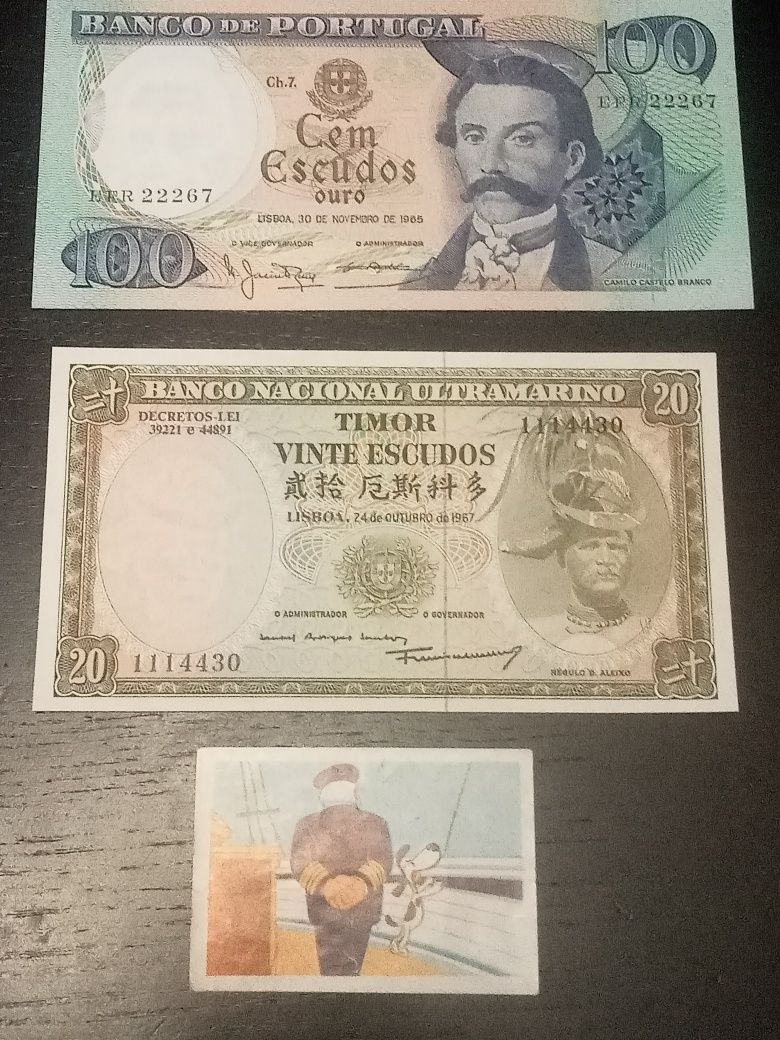 BANCO DE PORTUGAL
100
Ch. 7.
EFR 22267
Cem
Escudos
ouro
EFR 22267
LISBOA, 30 DE NOVEMBRO DE 1965
O VICE GOVERNADOR O ADMINISTRADOR
100
CAMILO CASTELO BRANCO
二十 BANCO NACIONAL ULTRAMARINO 20
DECRETOS-LEI
39221 e 44891
TIMOR
1114430
VINTE ESCUDOS
貳拾 厄斯科多
LISBOA, 24 de OUTUBRO de 1967
O ADMINISTRADOR O GOVERNADOR
20 1114430
RÉGULO D. ALEIXO
二十